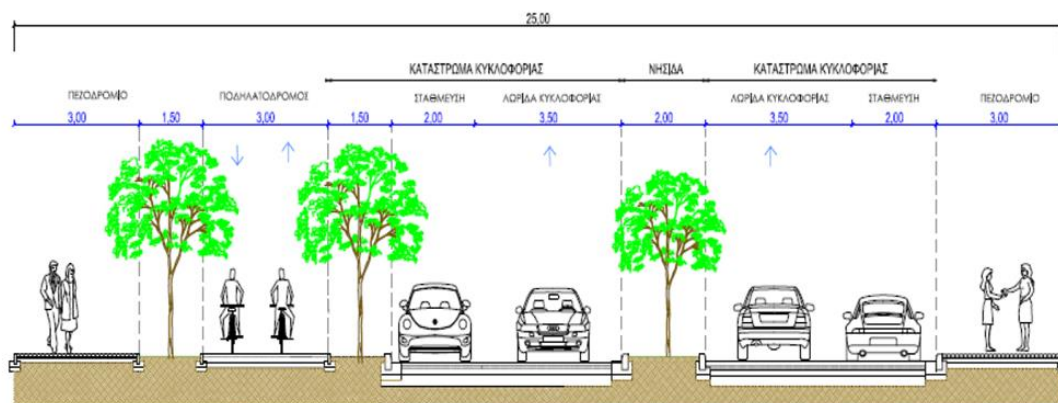 25,00
ΚΑΤΑΣΤΡΩΜΑ ΚΥΚΛΟΦΟΡΙΑΣ ΝΗΣΙΔΑ ΚΑΤΑΣΤΡΩΜΑ ΚΥΚΛΟΦΟΡΙΑΣ
ΠΕΖΟΔΡΟΜΙΟ ΠΟΔΗΛΑΤΟΔΡΟΜΟΣ ΣΤΑΘΜΕΥΣΗ ΛΩΡΙΔΑ ΚΥΚΛΟΦΟΡΙΑΣ ΛΩΡΙΔΑ ΚΥΚΛΟΦΟΡΙΑΣ ΣΤΑΘΜΕΥΣΗ ΠΕΖΟΔΡΟΜΙΟ
3,00 1,50 3,00 1,50 2,00 3,50 2,00 3,50 2,00 3,00